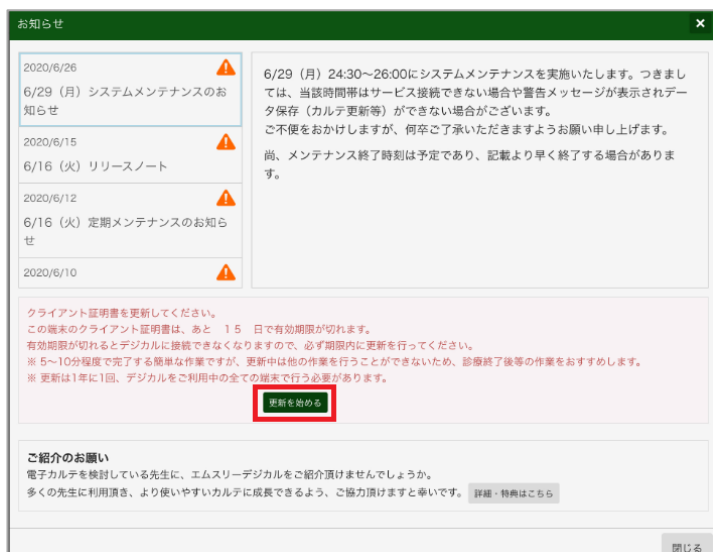 お知らせ
×
2020/6/26
6/29（月）システムメンテナンスのお
知らせ
2020/6/15
6/16（火）リリースノート
2020/6/12
6/16（火）定期メンテナンスのお知ら
せ
2020/6/10
6/29（月）24:30〜26:00にシステムメンテナンスを実施いたします。つきまし
ては、当該時間帯はサービス接続できない場合や警告メッセージが表示されデー
タ保存（カルテ更新等）ができない場合がございます。
ご不便をおかけしますが、何卒ご了承いただきますようお願い申し上げます。
尚、メンテナンス終了時刻は予定であり、記載より早く終了する場合がありま
す。
クライアント証明書を更新してください。
この端末のクライアント証明書は、あと 15 日で有効期限が切れます。
有効期限が切れるとデジカルに接続できなくなりますので、必ず期限内に更新を行ってください。
※ 5〜10分程度で完了する簡単な作業ですが、更新中は他の作業を行うことができないため、診療終了後等の作業をおすすめします。
※ 更新は1年に1回、デジカルをご利用中の全ての端末で行う必要があります。
更新を始める
ご紹介のお願い
電子カルテを検討している先生に、エムスリーデジカルをご紹介頂けませんでしょうか。
多くの先生に利用頂き、より使いやすいカルテに成長できるよう、ご協力頂けますと幸いです。 詳細・特典はこちら
閉じる